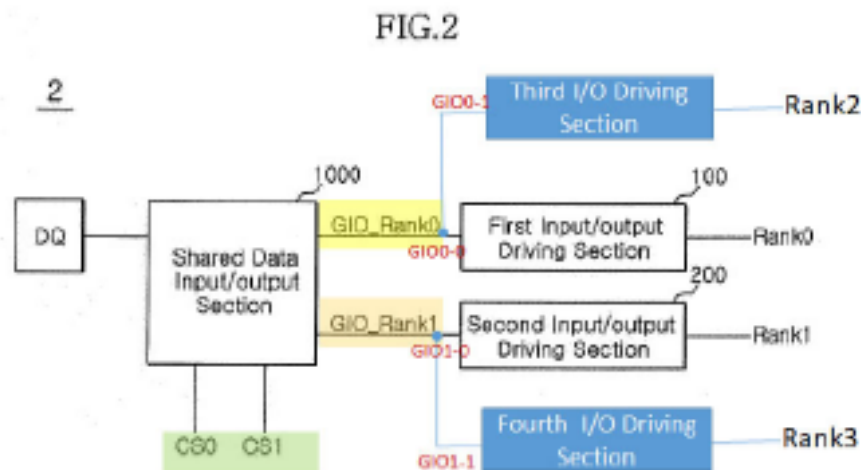 FIG.2
2
GIO0-1
Third I/O Driving
Section
Rank2
1000
100
DQ
Shared Data
Input/output
Section
GIO_Rank0
GIO0-0
First Input/output
Driving Section
Rank0
200
GIO_Rank1
GIO1-0
Second Input/output
Driving Section
Rank1
CS0
CS1
GIO1-1
Fourth I/O Driving
Section
Rank3